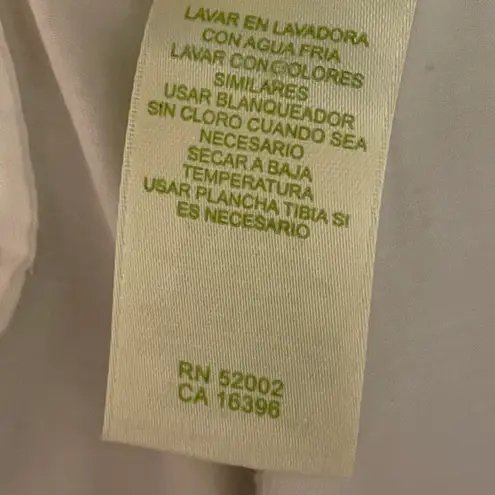 LAVAR EN LAVADORA
CON AGUA FRIA
LAVAR CON COLORES
SIMILARES
USAR BLANQUEADOR
SIN CLORO CUANDO SEA
NECESARIO
SECAR A BAJA
TEMPERATURA
USAR PLANCHA TIBIA SI
ES NECESARIO
RN 52002
CA 16396